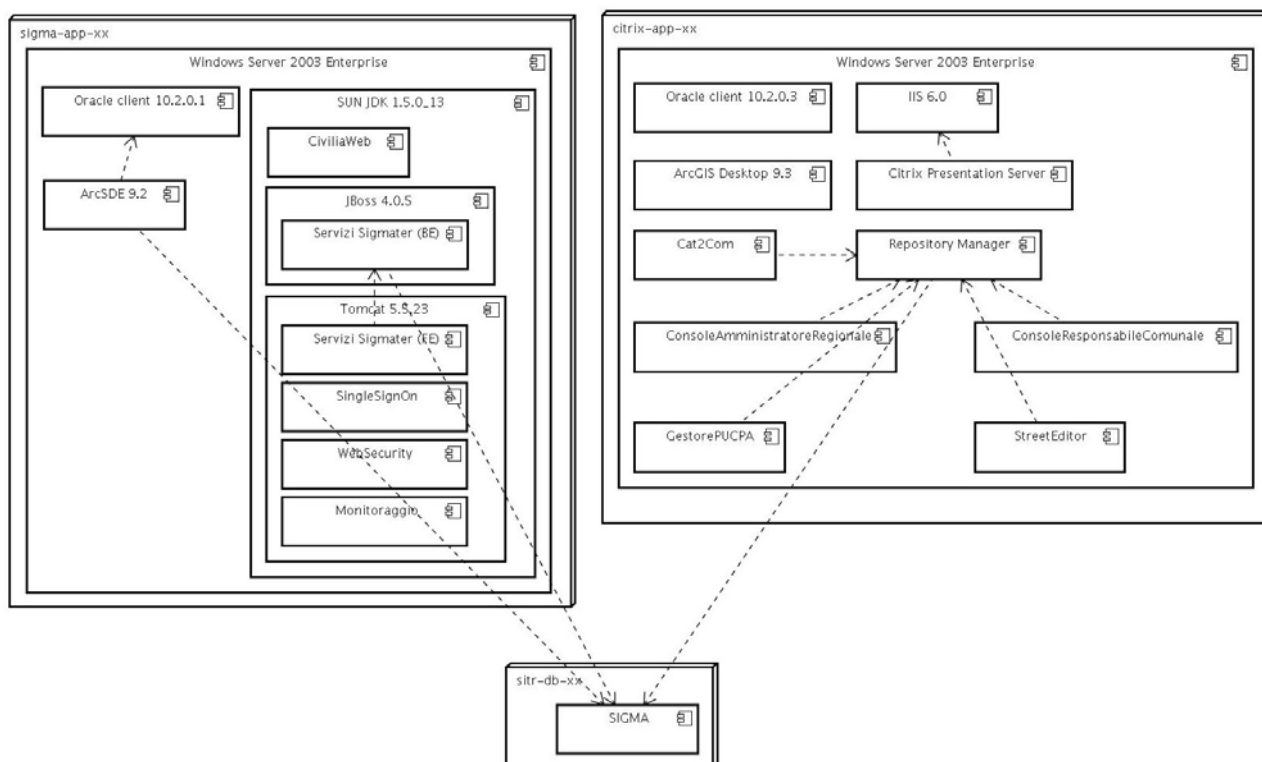 sigma-app-xx
Windows Server 2003 Enterprise
Oracle client 10.2.0.1
ArcSDE 9.2
SUN JDK 1.5.0_13
CiviliaWeb
JBoss 4.0.5
Servizi Sigmater (BE)
Tomcat 5.5.23
Servizi Sigmater (FE)
SingleSignOn
WebSecurity
Monitoraggio
citrix-app-xx
Windows Server 2003 Enterprise
Oracle client 10.2.0.3
IIS 6.0
ArcGIS Desktop 9.3
Citrix Presentation Server
Cat2Com
Repository Manager
ConsoleAmministratoreRegionale
ConsoleResponsabileComunale
GestorePUCPA
StreetEditor
sitr-db-xx
SIGMA